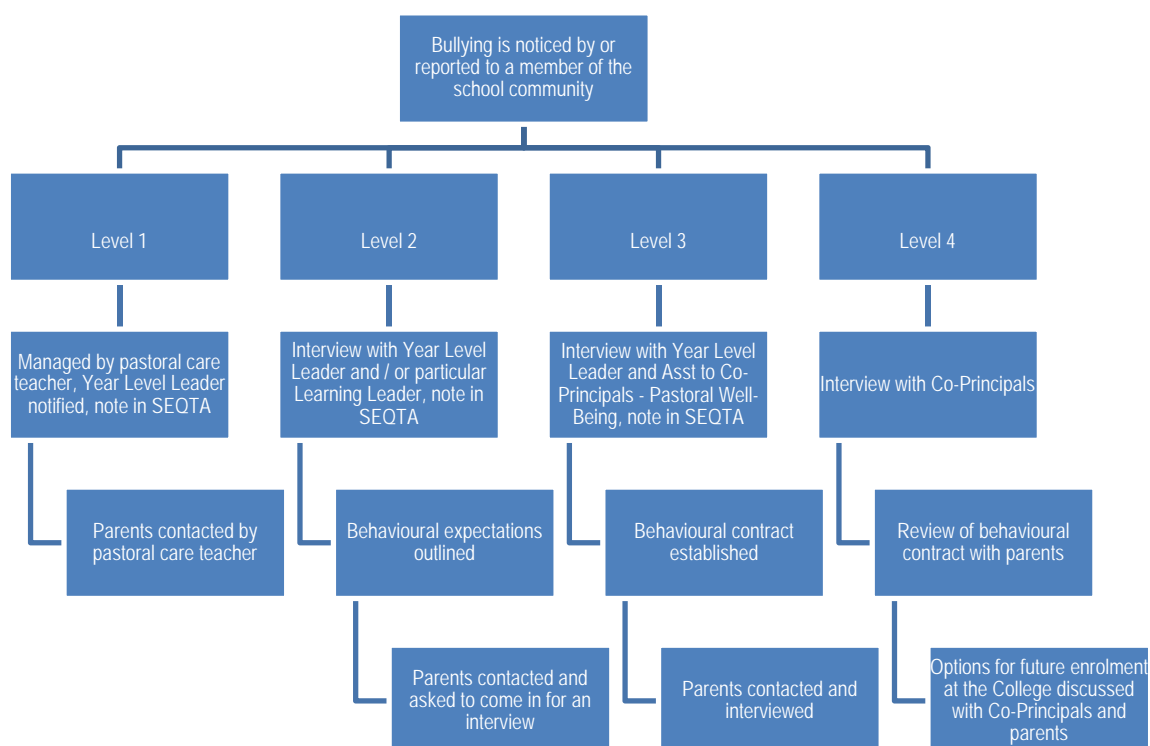 Bullying is noticed by or
reported to a member of the
school community
Level 1
Level 2
Level 3
Level 4
Managed by pastoral care
teacher, Year Level Leader
notified, note in SEQTA
Interview with Year Level
Leader and / or particular
Learning Leader, note in
SEQTA
Interview with Year Level
Leader and Asst to Co-
Principals - Pastoral Well-
Being, note in SEQTA
Interview with Co-Principals
Parents contacted by
pastoral care teacher
Behavioural expectations
outlined
Behavioural contract
established
Review of behavioural
contract with parents
Parents contacted and
asked to come in for an
interview
Parents contacted and
interviewed
Options for future enrolment
at the College discussed
with Co-Principals and
parents